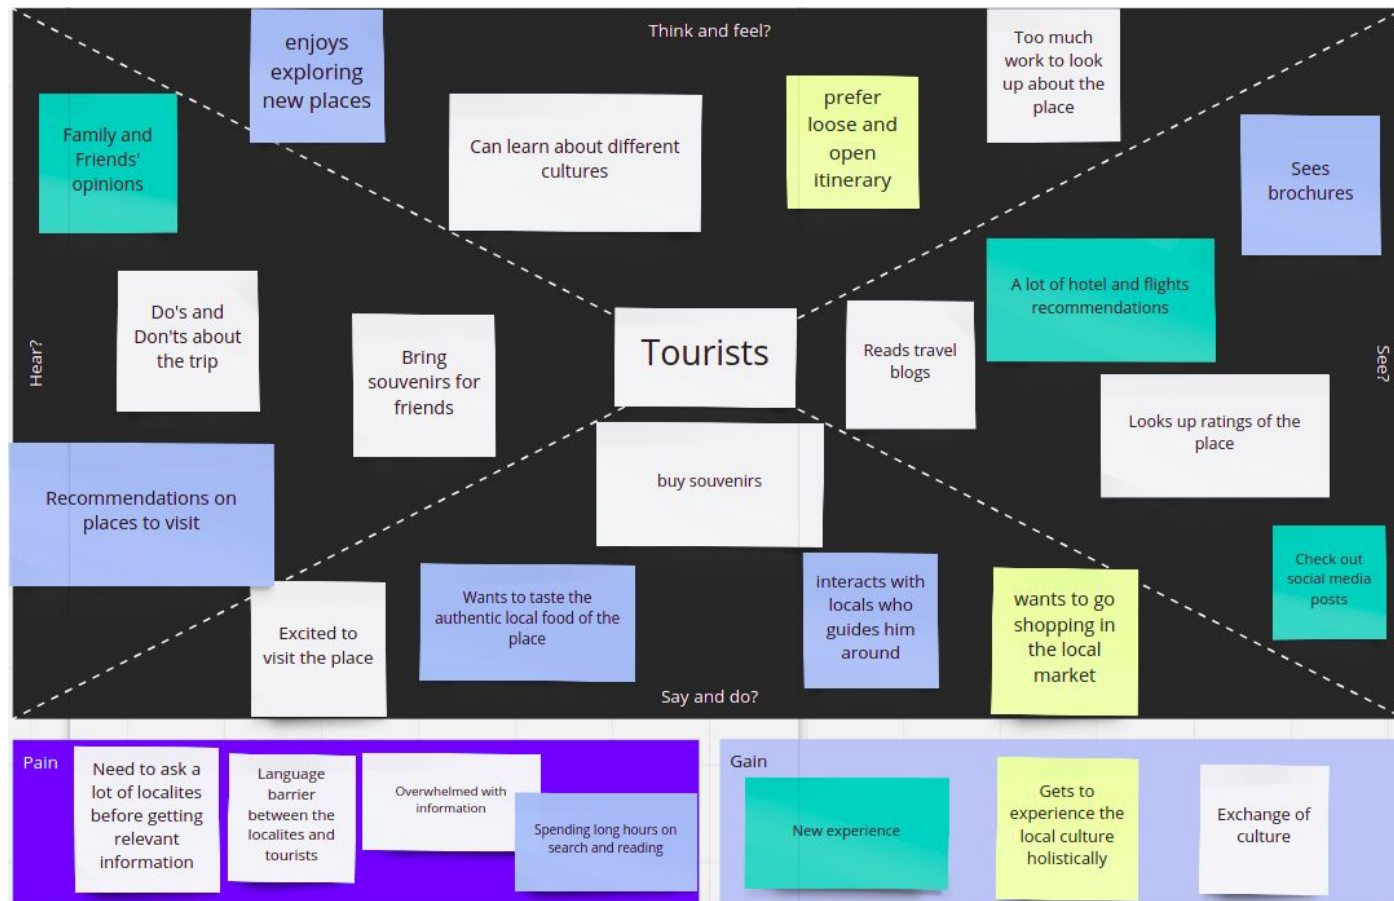 Think and feel?
enjoys
exploring
new places
Can learn about different
cultures
prefer
loose and
open
itinerary
Too much
work to look
up about the
place
Family and
Friends'
opinions
Do's and
Don'ts about
the trip
Bring
souvenirs for
friends
Hear?
Recommendations on
places to visit
Tourists
Reads travel
blogs
A lot of hotel and flights
recommendations
Sees
brochures
Looks up ratings of the
place
See?
Check out
social media
posts
buy souvenirs
Excited to
visit the place
Wants to taste the
authentic local food of the
place
interacts with
locals who
guides him
around
wants to go
shopping in
the local
market
Say and do?
Pain
Need to ask a
lot of localites
before getting
relevant
information
Language
barrier
between the
localites and
tourists
Overwhelmed with
information
Spending long hours on
search and reading
Gain
New experience
Gets to
experience the
local culture
holistically
Exchange of
culture